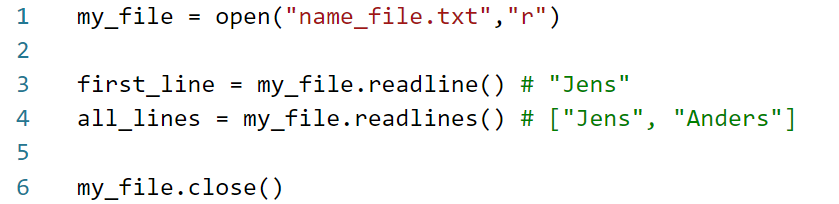 1 my_file = open("name_file.txt","r")
2
3 first_line = my_file.readline() # "Jens"
4 all_lines = my_file.readlines() # ["Jens", "Anders"]
5
6 my_file.close()